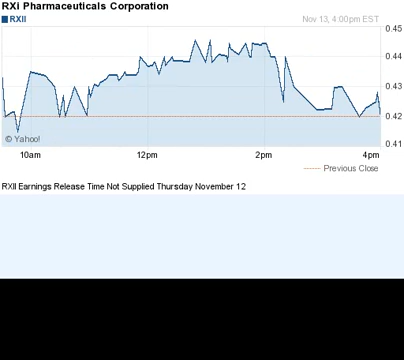 RXi Pharmaceuticals Corporation
RXII Nov 13, 4.00pm EST
0.45
0.44
0.43
0.42
0.41
© Yahoo!
10am 12pm 2pm 4pm
Previous Close
RXII Earnings Release Time Not Supplied Thursday November 12